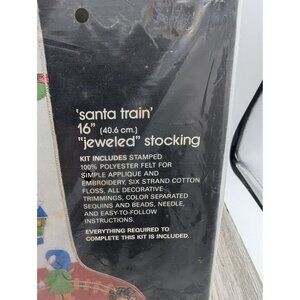 'santa train'
16" (40.6 cm.)
"jeweled" stocking
KIT INCLUDES STAMPED
100% POLYESTER FELT FOR
SIMPLE APPLIQUE AND
EMBROIDERY, SIX STRAND COTTON
FLOSS, ALL DECORATIVE
TRIMMINGS, COLOR SEPARATED
SEQUINS AND BEADS, NEEDLE,
AND EASY-TO-FOLLOW
INSTRUCTIONS.
EVERYTHING REQUIRED TO
COMPLETE THIS KIT IS INCLUDED.